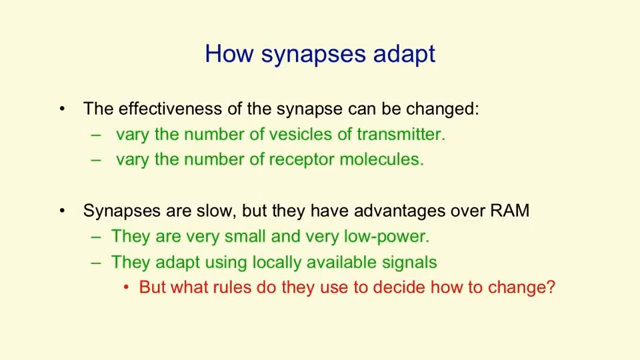 How synapses adapt
• The effectiveness of the synapse can be changed:
– vary the number of vesicles of transmitter.
– vary the number of receptor molecules.
• Synapses are slow, but they have advantages over RAM
– They are very small and very low-power.
– They adapt using locally available signals
• But what rules do they use to decide how to change?